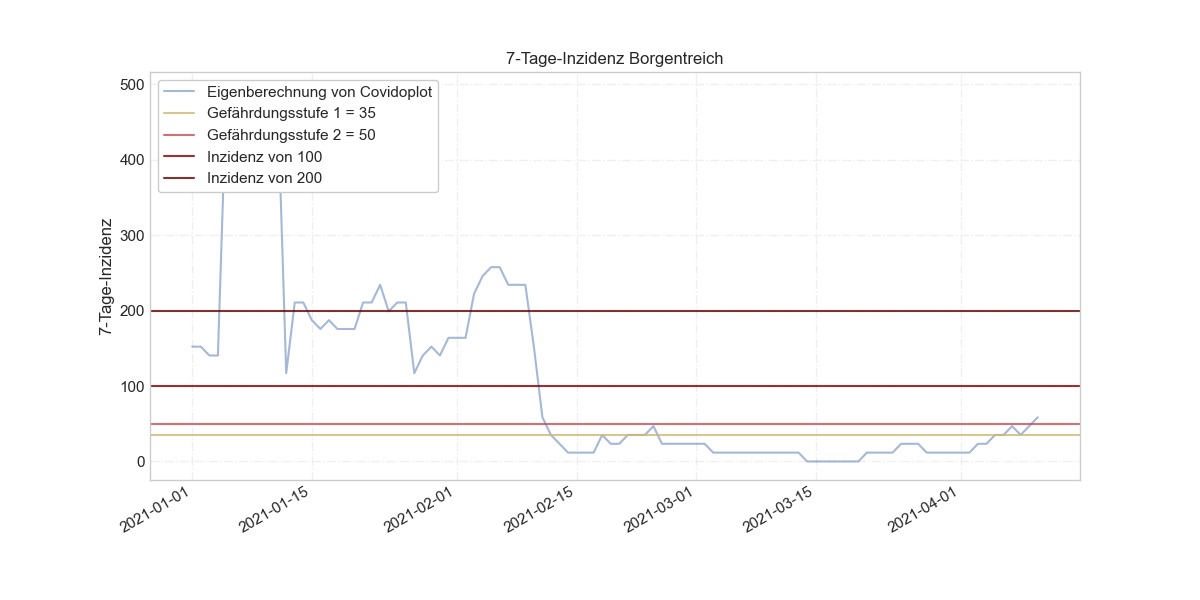 7-Tage-Inzidenz Borgentreich
500
400
300
200
100
0
7-Tage-Inzidenz
Eigenberechnung von Covidoplot
Gefährdungsstufe 1 = 35
Gefährdungsstufe 2 = 50
Inzidenz von 100
Inzidenz von 200
2021-01-01
2021-01-15
2021-02-01
2021-02-15
2021-03-01
2021-03-15
2021-04-01